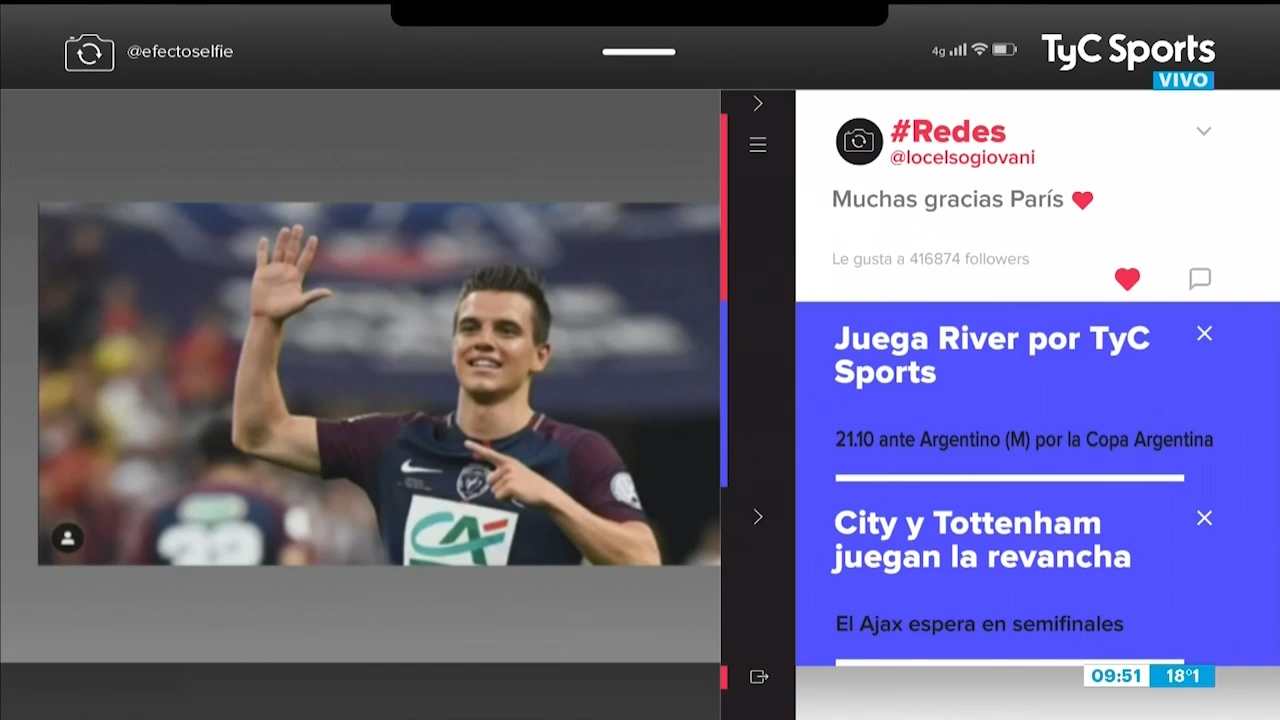 @efectoselfie
4g
TyC Sports
VIVO
#Redes
@locelsogiovani
Muchas gracias París
Le gusta a 416874 followers
Juega River por TyC
Sports
21.10 ante Argentino (M) por la Copa Argentina
City y Tottenham
juegan la revancha
El Ajax espera en semifinales
CA
09:51 18°1